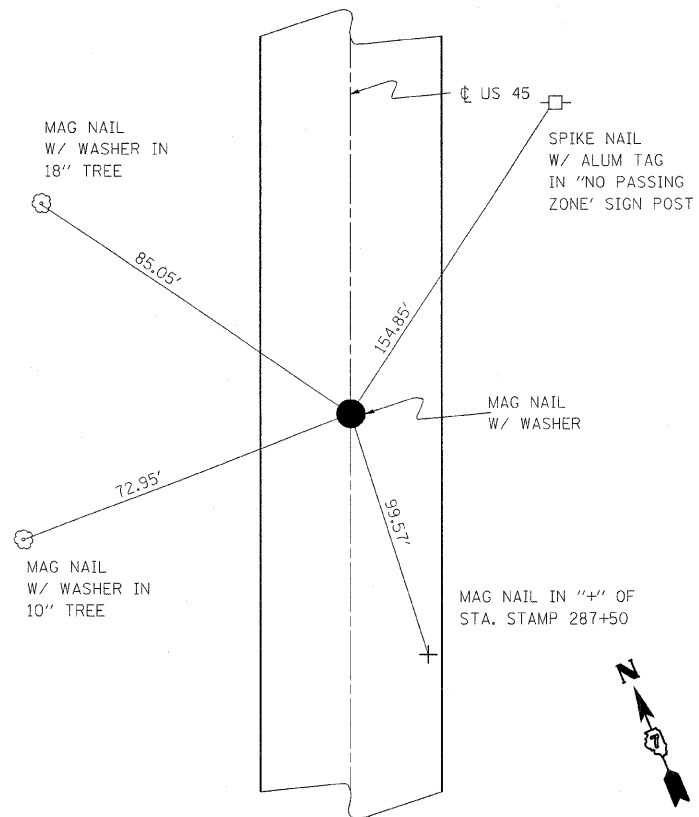 ℄ US 45
MAG NAIL
W/ WASHER IN
18" TREE
SPIKE NAIL
W/ ALUM TAG
IN "NO PASSING
ZONE' SIGN POST
85.05'
154.85'
MAG NAIL
W/ WASHER
72.95'
99.57'
MAG NAIL
W/ WASHER IN
10" TREE
MAG NAIL IN "+" OF
STA. STAMP 287+50
N
7